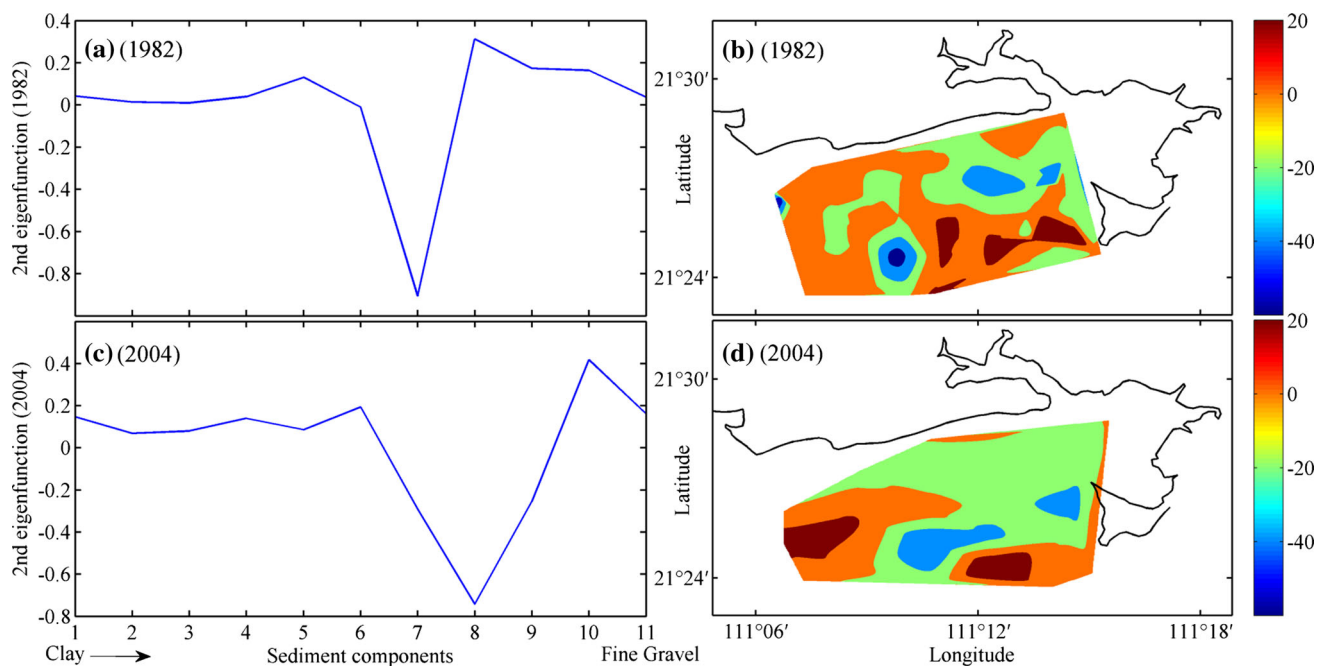 (a) (1982)
2nd eigenfunction (1982)
0.4
0.2
0
-0.2
-0.4
-0.6
-0.8
(b) (1982)
Latitude
21°30′
21°24′
20
0
-20
-40
(c) (2004)
2nd eigenfunction (2004)
0.4
0.2
0
-0.2
-0.4
-0.6
-0.8
1 2 3 4 5 6 7 8 9 10 11
Clay Sediment components Fine Gravel
(d) (2004)
Latitude
21°30′
21°24′
111°06′ 111°12′ 111°18′
Longitude
20
0
-20
-40